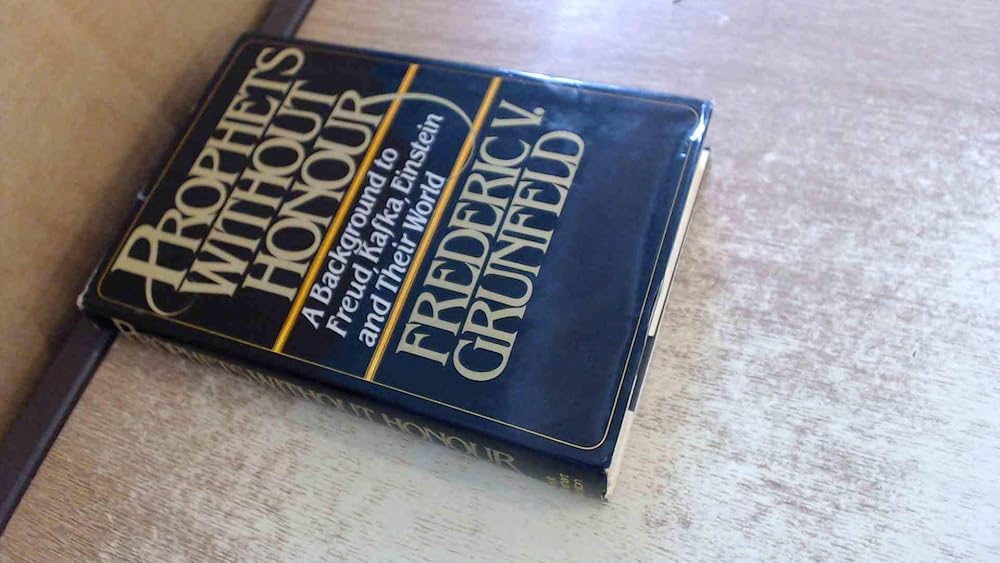 PROPHETS
WITHOUT
HONOUR
A Background to
Freud, Kafka, Einstein
and Their World
FREDERIC V.
GRUNFELD
PROPHETS WITHOUT HONOUR